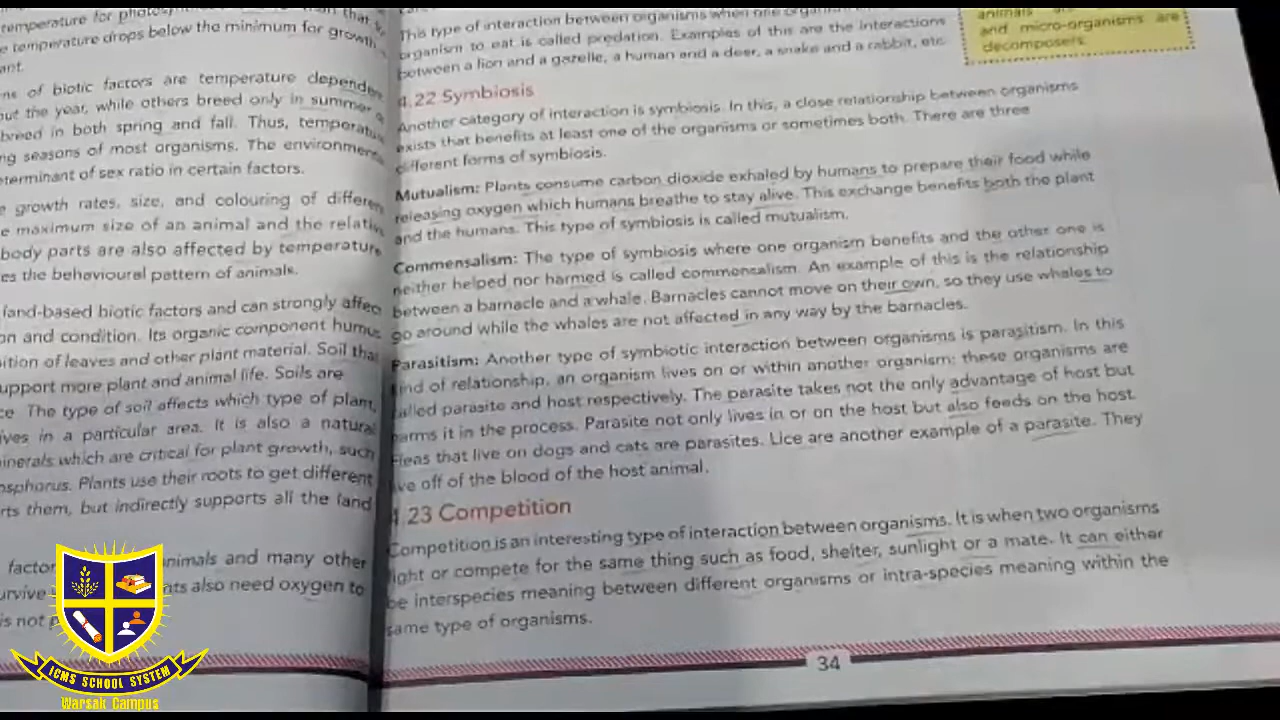 temperature for
temperature drops below the minimum for growth
ant.
ns of biotic factors are temperature
out the year, while others breed only in summer
breed in both spring and fall. Thus,
ng seasons of most organisms. The
eterminant of sex ratio in certain factors.
e growth rates, size, and colouring of
e maximum size of an animal and the
body parts are also affected by temperature
es the behavioural pattern of animals.
land-based biotic factors and can strongly
on and condition. Its organic component humus
ition of leaves and other plant material. Soil
upport more plant and animal life. Soils are
ce. The type of soil affects which type of plant,
ives in a particular area. It is also a natural
inerals which are critical for plant growth, such
osphorus. Plants use their roots to get different
rts them, but indirectly supports all the land
factor nimals and many other
urvive nts also need oxygen to
is not p
This type of interaction between organisms when one
organism to eat is called predation. Examples of this are the interactions
between a lion and a gazelle, a human and a deer, a snake and a rabbit, etc.
animals
and micro-organisms are
decomposers.
4.22 Symbiosis
Another category of interaction is symbiosis. In this, a close relationship between organisms
exists that benefits at least one of the organisms or sometimes both. There are three
different forms of symbiosis.
Mutualism: Plants consume carbon dioxide exhaled by humans to prepare their food while
releasing oxygen which humans breathe to stay alive. This exchange benefits both the plant
and the humans. This type of symbiosis is called mutualism.
Commensalism: The type of symbiosis where one organism benefits and the other one is
neither helped nor harmed is called commensalism. An example of this is the relationship
between a barnacle and a whale. Barnacles cannot move on their own, so they use whales to
go around while the whales are not affected in any way by the barnacles.
Parasitism: Another type of symbiotic interaction between organisms is parasitism. In this
kind of relationship, an organism lives on or within another organism; these organisms are
called parasite and host respectively. The parasite takes not the only advantage of host but
harms it in the process. Parasite not only lives in or on the host but also feeds on the host.
Fleas that live on dogs and cats are parasites. Lice are another example of a parasite. They
live off of the blood of the host animal.
4.23 Competition
Competition is an interesting type of interaction between organisms. It is when two organisms
fight or compete for the same thing such as food, shelter, sunlight or a mate. It can either
be interspecies meaning between different organisms or intra-species meaning within the
same type of organisms.
34
ICMS SCHOOL SYSTEM
Warsak Campus